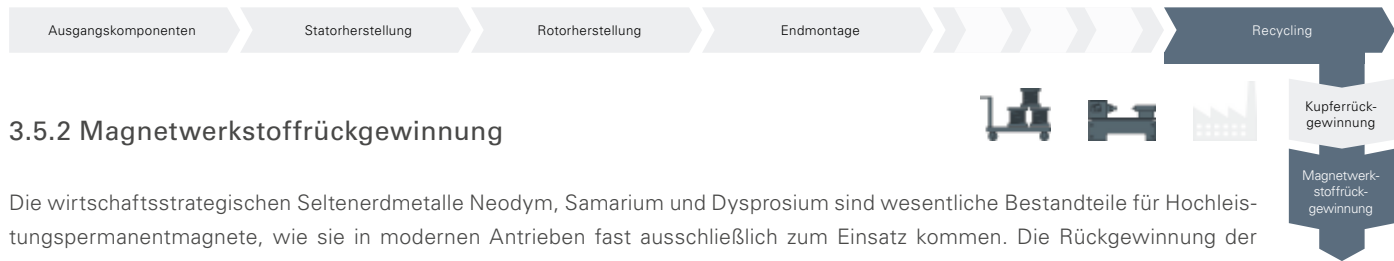 Ausgangskomponenten
Statorherstellung
Rotorherstellung
Endmontage
Recycling
3.5.2 Magnetwerkstoffrückgewinnung
Kupferrück-
gewinnung
Magnetwerk-
stoffrück-
gewinnung
Die wirtschaftsstrategischen Seltenerdmetalle Neodym, Samarium und Dysprosium sind wesentliche Bestandteile für Hochleis-
tungspermanentmagnete, wie sie in modernen Antrieben fast ausschließlich zum Einsatz kommen. Die Rückgewinnung der